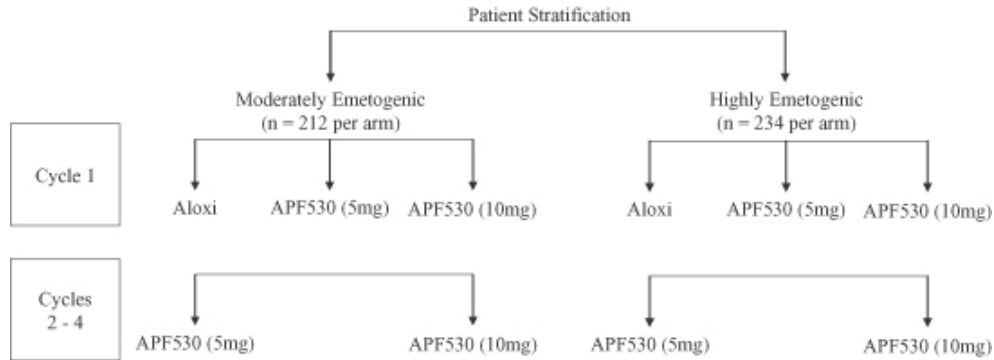 Patient Stratification
Moderately Emetogenic
(n = 212 per arm)
Highly Emetogenic
(n = 234 per arm)
Cycle 1
Aloxi
APF530 (5mg)
APF530 (10mg)
Aloxi
APF530 (5mg)
APF530 (10mg)
Cycles
2 - 4
APF530 (5mg)
APF530 (10mg)
APF530 (5mg)
APF530 (10mg)